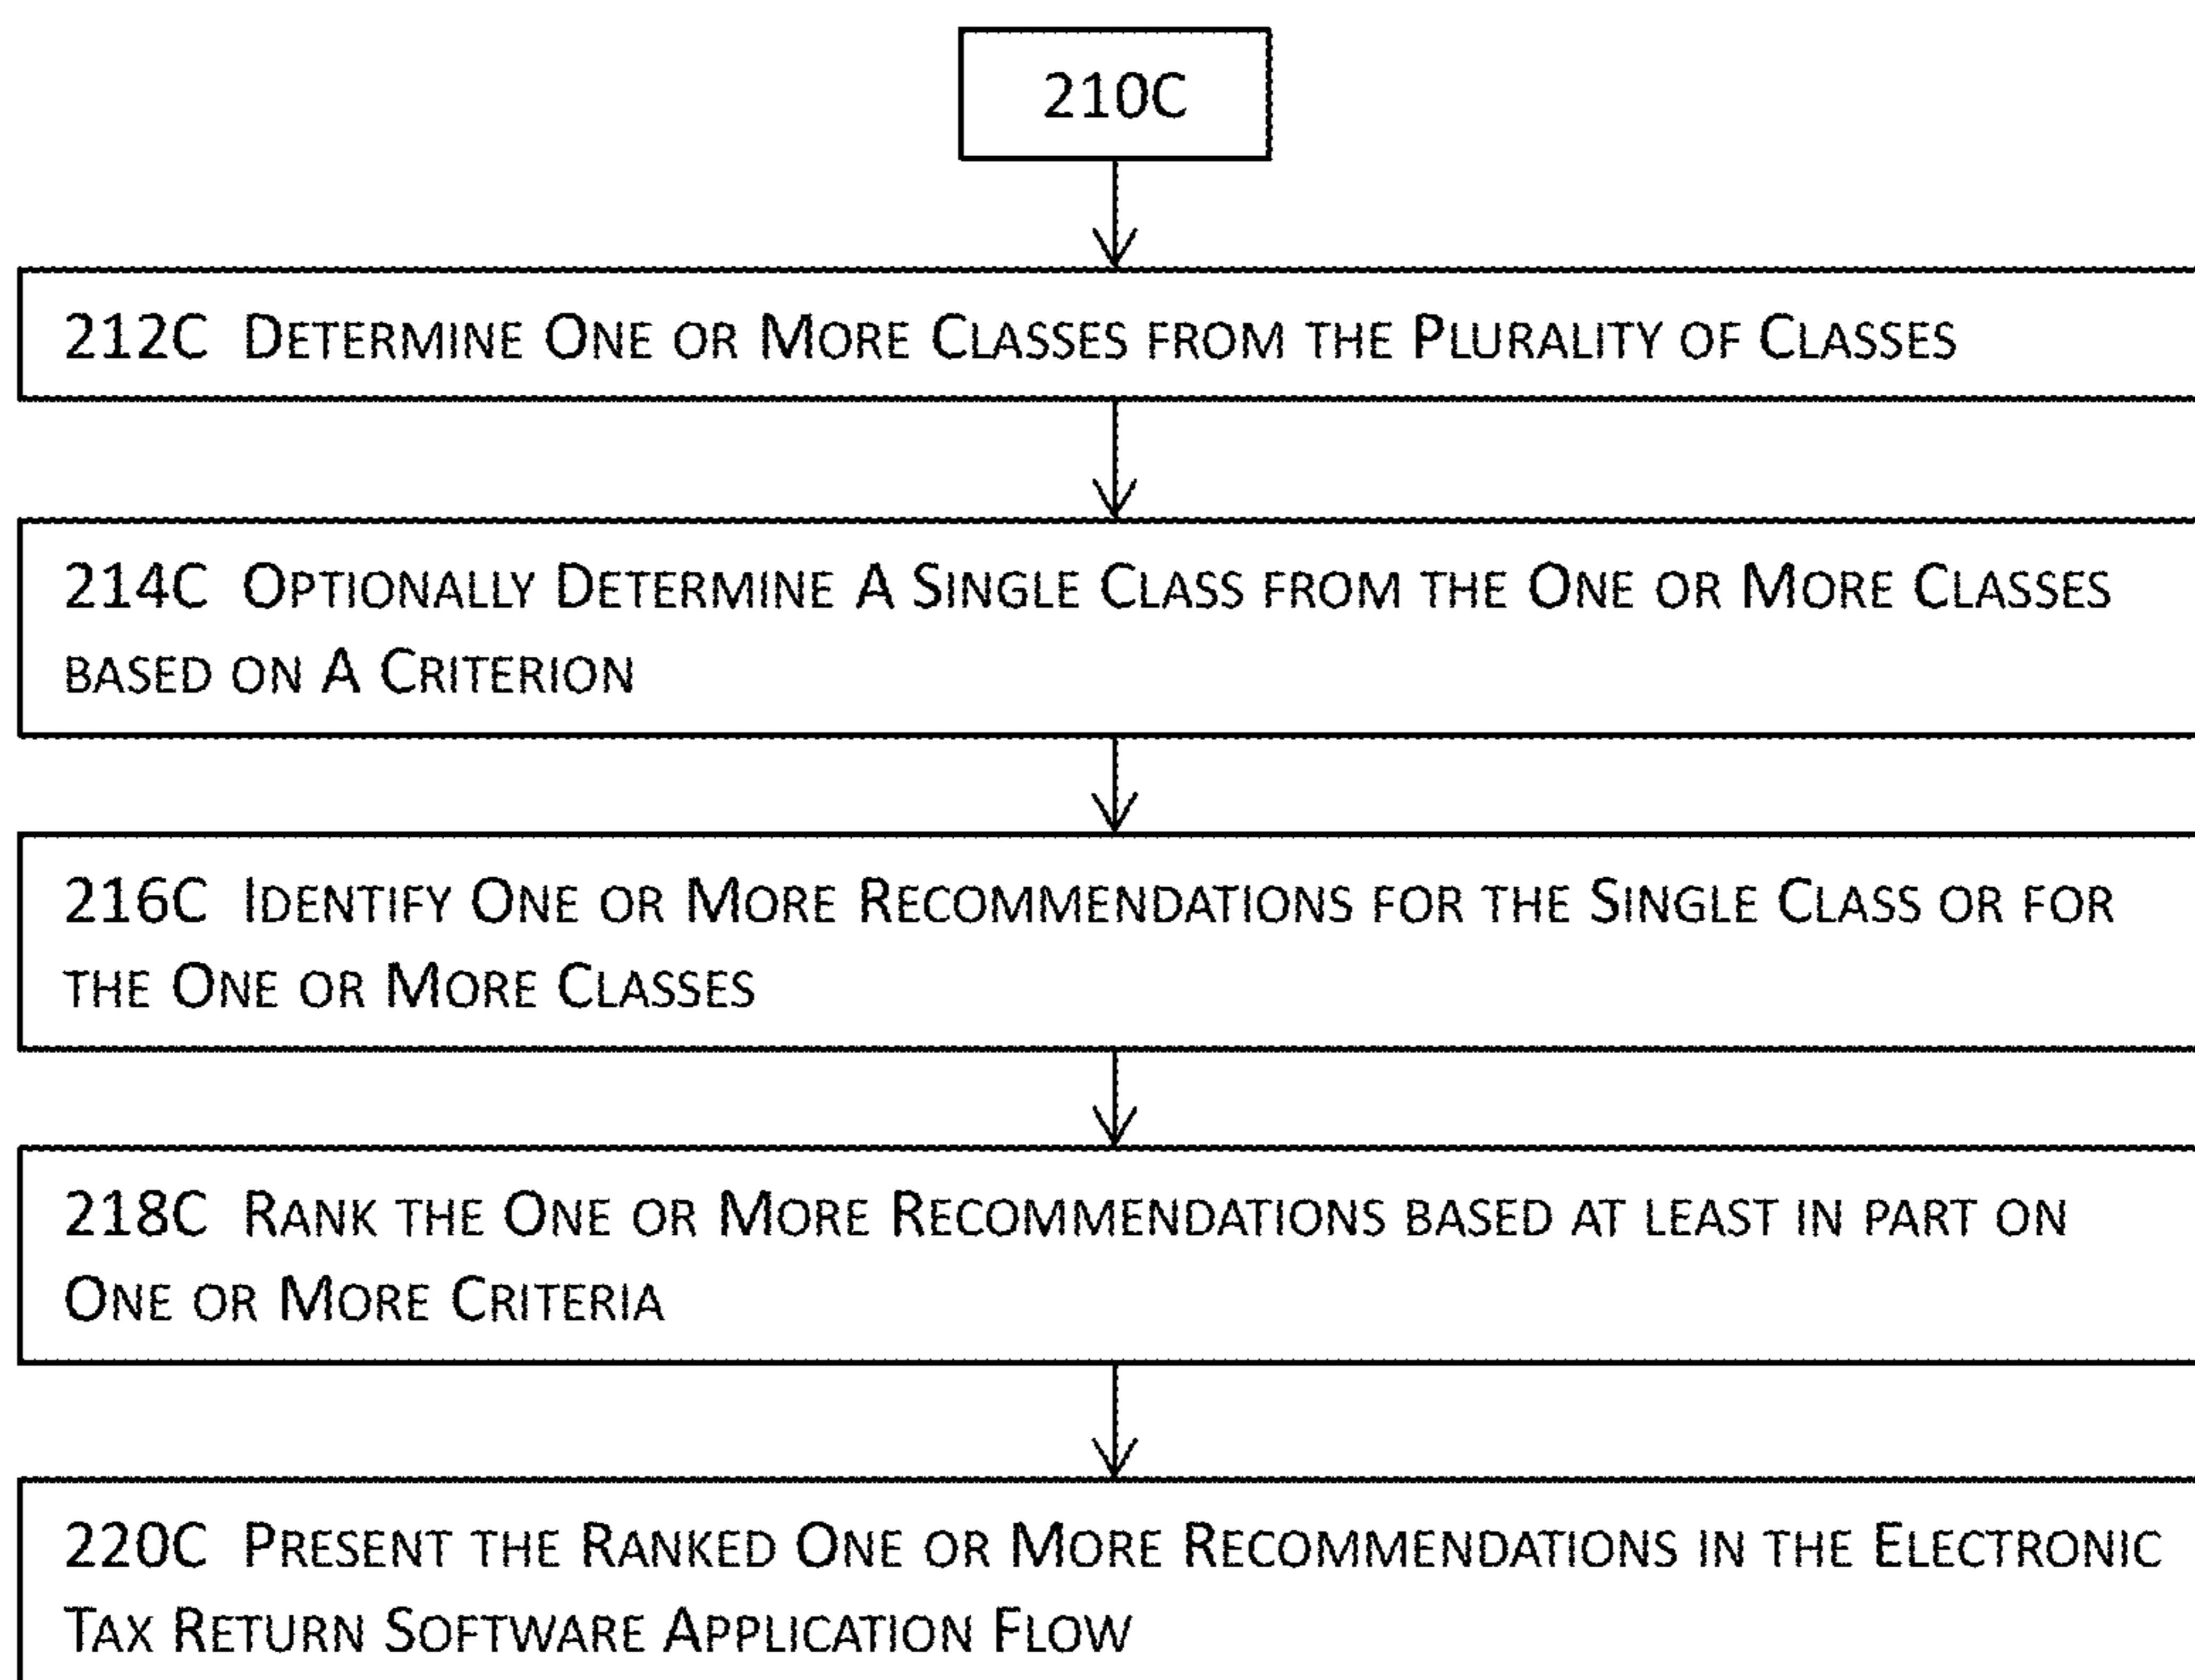 210C
212C DETERMINE ONE OR MORE CLASSES FROM THE PLURALITY OF CLASSES
214C OPTIONALLY DETERMINE A SINGLE CLASS FROM THE ONE OR MORE CLASSES
BASED ON A CRITERION
216C IDENTIFY ONE OR MORE RECOMMENDATIONS FOR THE SINGLE CLASS OR FOR
THE ONE OR MORE CLASSES
218C RANK THE ONE OR MORE RECOMMENDATIONS BASED AT LEAST IN PART ON
ONE OR MORE CRITERIA
220C PRESENT THE RANKED ONE OR MORE RECOMMENDATIONS IN THE ELECTRONIC
TAX RETURN SOFTWARE APPLICATION FLOW